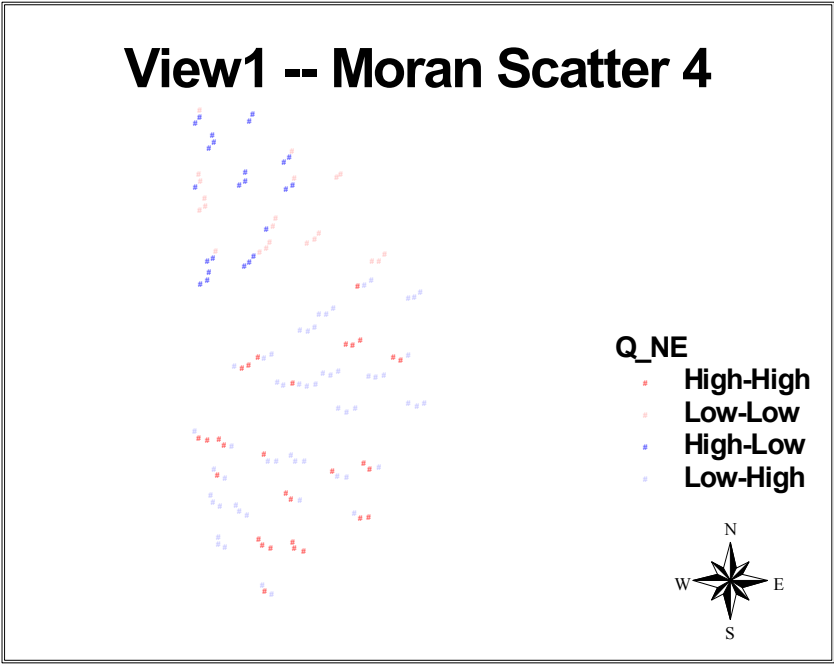 View1 -- Moran Scatter 4
Q_NE
# High-High
# Low-Low
# High-Low
# Low-High
N
W E
S